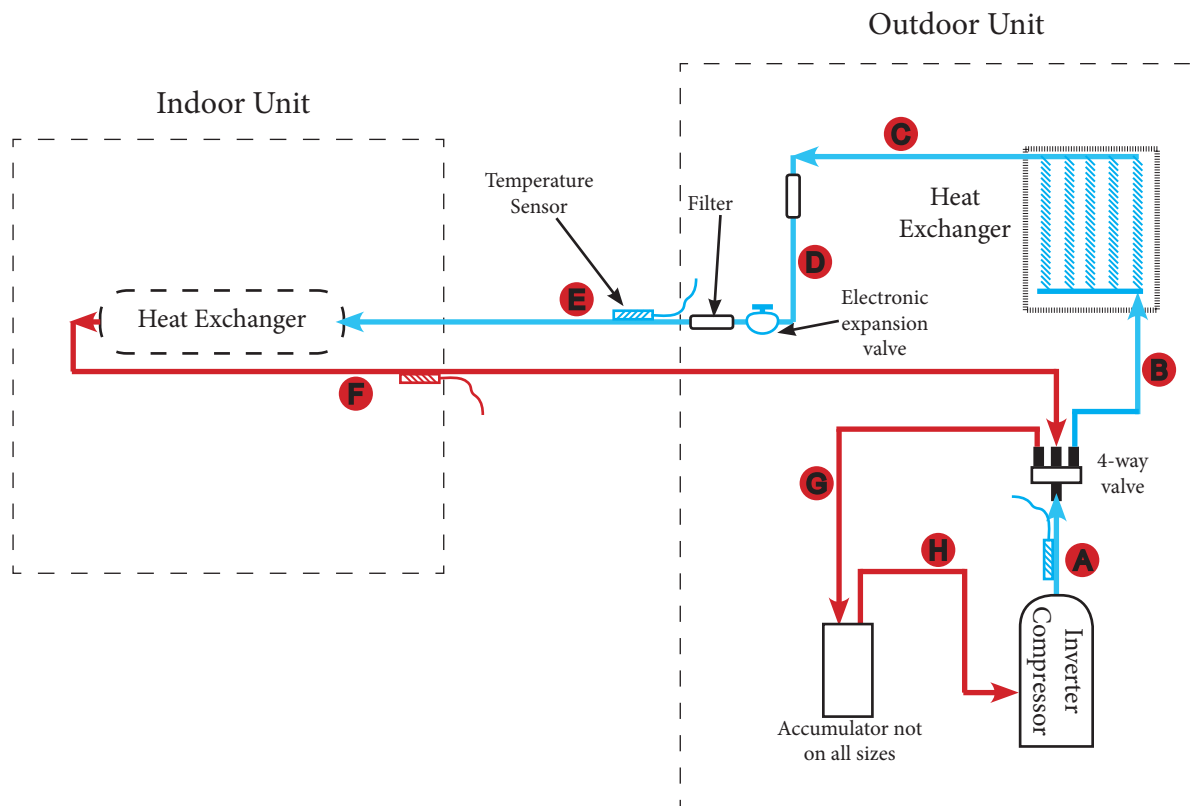 Outdoor Unit
Indoor Unit
C
Temperature
Sensor
Filter
Heat
Exchanger
D
E
Electronic
expansion
valve
Heat Exchanger
B
F
4-way
valve
G
H
A
Inverter
Compressor
Accumulator not
on all sizes